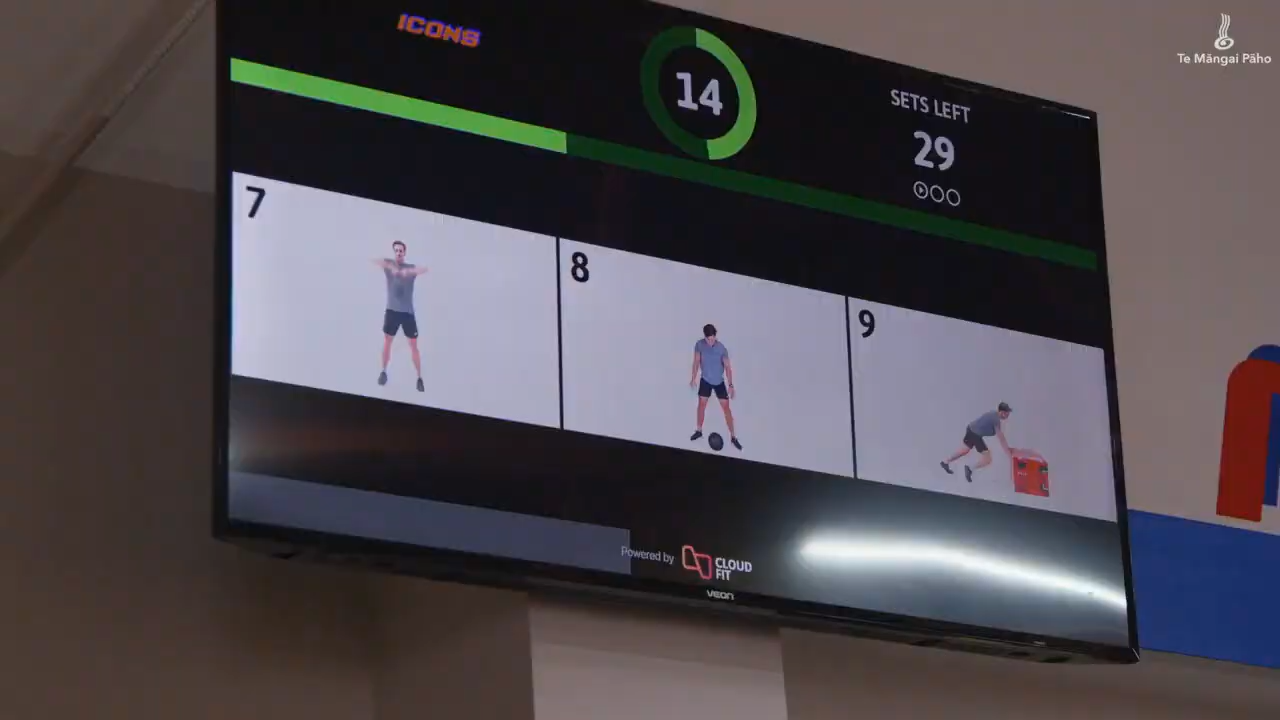 ICONS
14
SETS LEFT
29
7
8
9
Powered by
CLOUD
FIT
VEON
Te Māngai Pāho